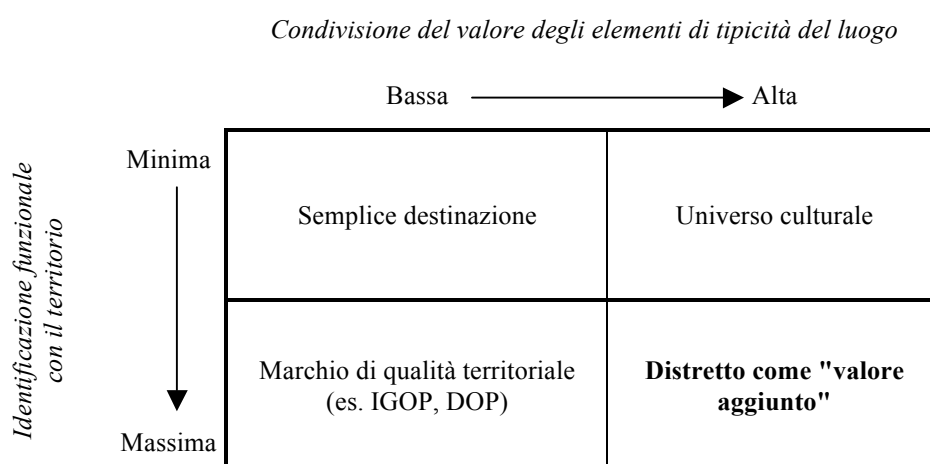 Condivisione del valore degli elementi di tipicità del luogo
Bassa
Alta
Identificazione funzionale
con il territorio
Minima
Massima
Semplice destinazione
Universo culturale
Marchio di qualità territoriale
(es. IGOP, DOP)
Distretto come "valore
aggiunto"